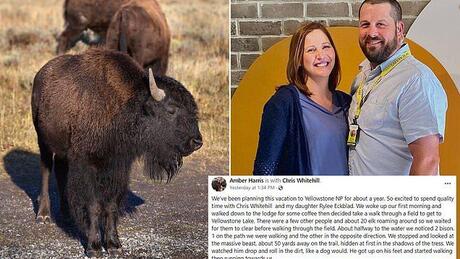 Amber Harris is with Chris Whitehill.
Yesterday at 1:34 PM
We've been planning this vacation to Yellowstone NP for about a year. So excited to spend quality
time with Chris Whitehill and my daughter Rylee Eckblad. We woke up our first morning and
walked down to the lodge for some coffee then decided take a walk through a field to get to
Yellowstone Lake. There were a few other people and about 20 elk roaming around so we waited
for them to clear before walking through the field. About halfway to the water we noticed 2 bison.
1 on the path we were walking and the other in the opposite direction. We stopped and looked at
the massive beast, about 50 yards away on the trail, hidden at first in the shadows of the tress. We
watched him drop and roll in the dirt, like a dog would. He got up on his feet and started walking
then running towards us.